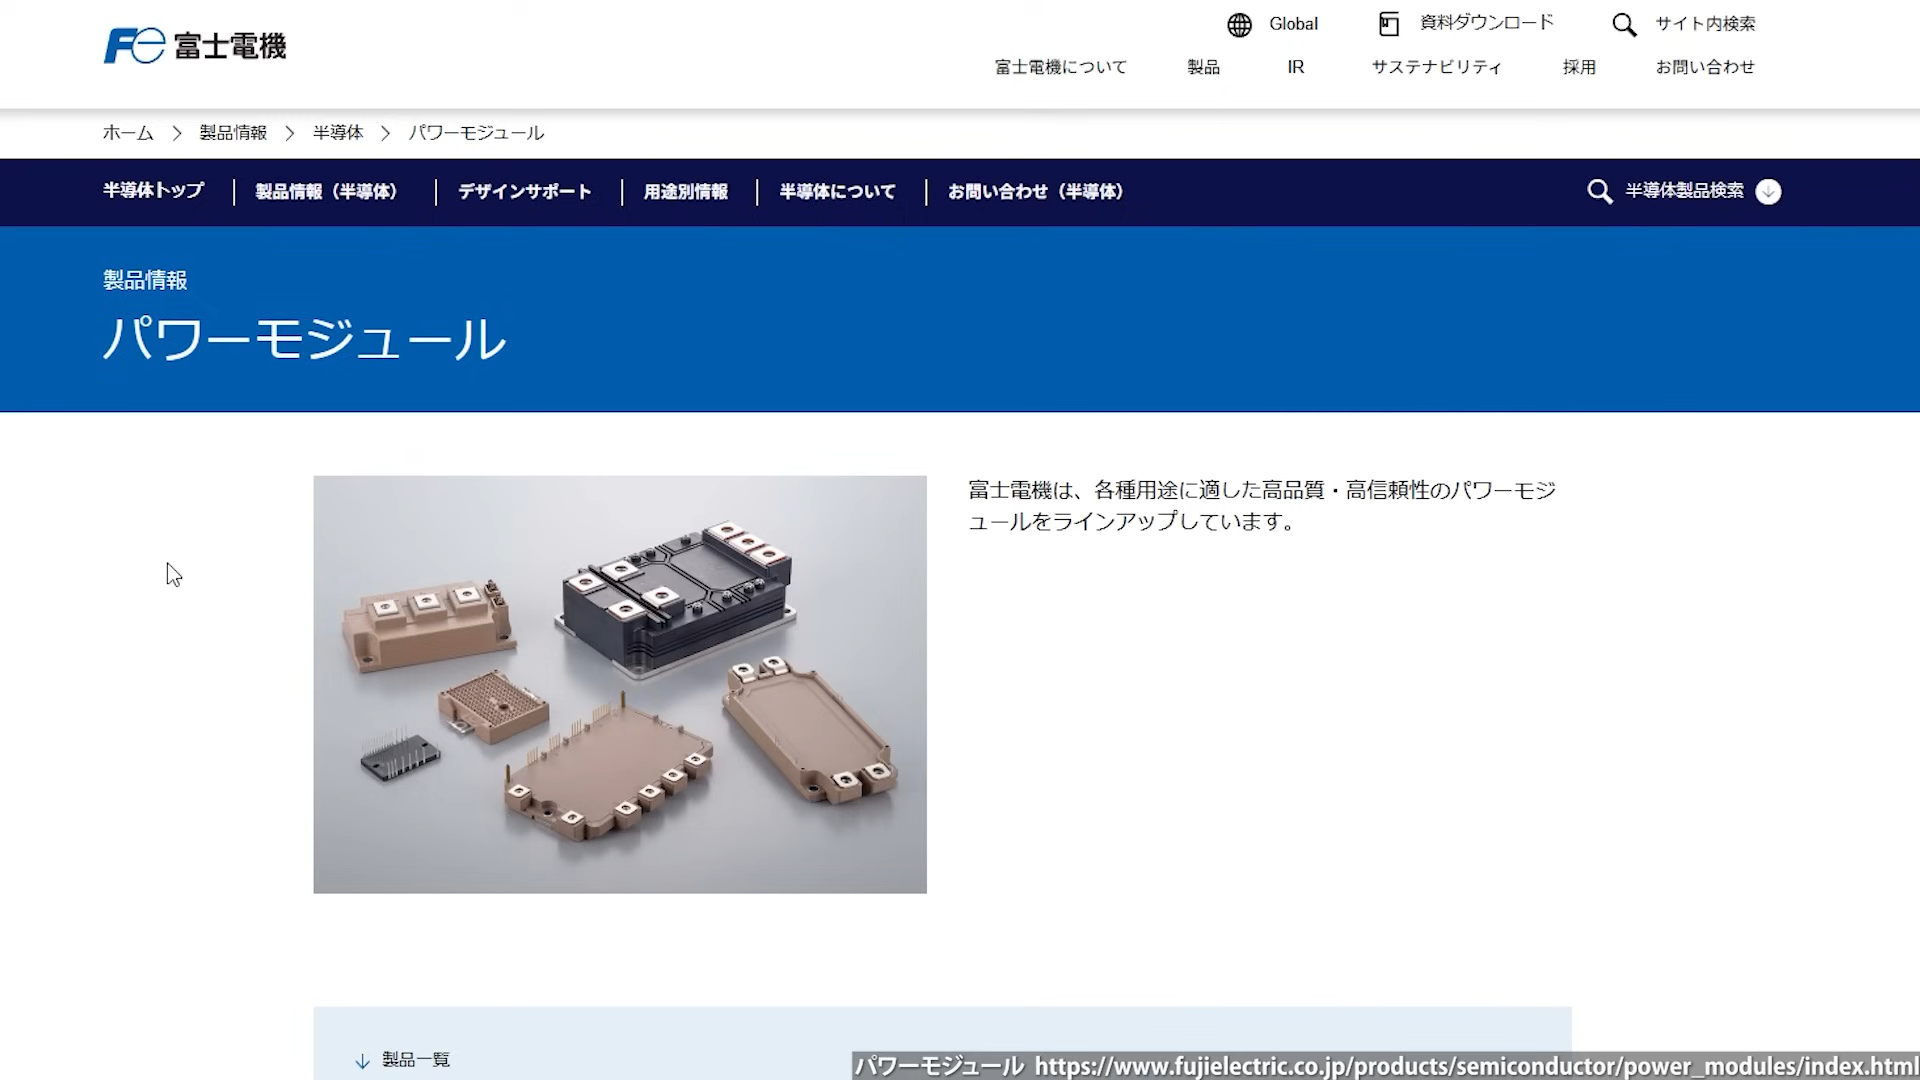 Global
資料ダウンロード
サイト内検索
Fe 富士電機
富士電機について
製品
IR
サステナビリティ
採用
お問い合わせ
ホーム > 製品情報 > 半導体 > パワーモジュール
半導体トップ | 製品情報（半導体） | デザインサポート | 用途別情報 | 半導体について | お問い合わせ（半導体）
半導体製品検索
製品情報
パワーモジュール
富士電機は、各種用途に適した高品質・高信頼性のパワーモジ
ュールをラインアップしています。
製品一覧
パワーモジュール https://www.fujielectric.co.jp/products/semiconductor/power_modules/index.html